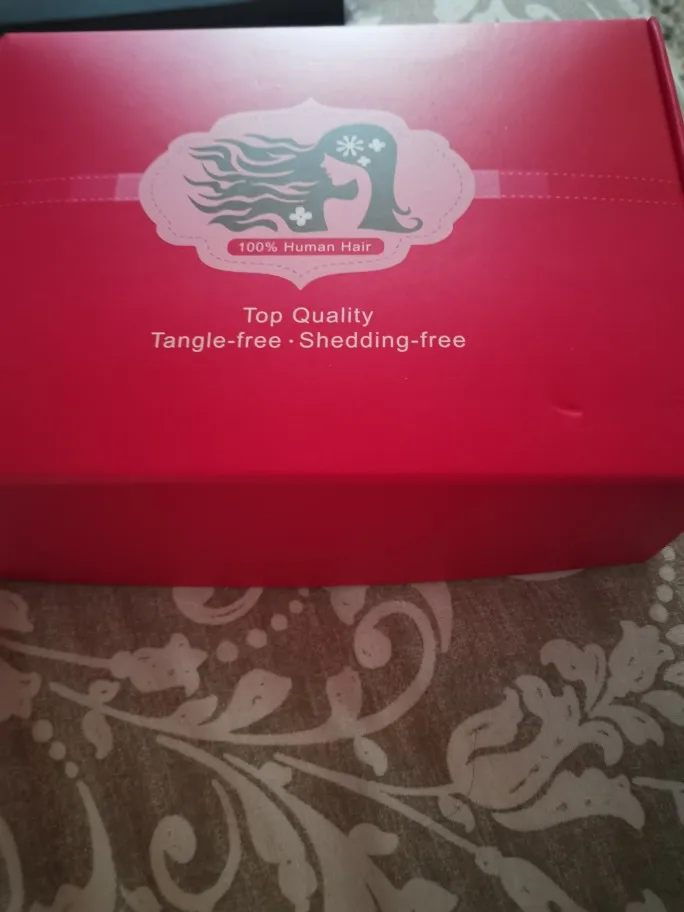 100% Human Hair
Top Quality
Tangle-free · Shedding-free